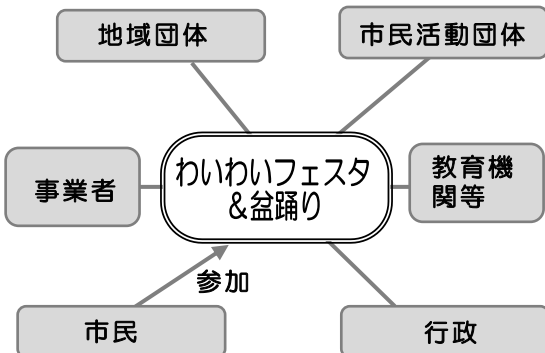 地域団体
市民活動団体
事業者
わいわいフェスタ
&盆踊り
教育機
関等
参加
市民
行政